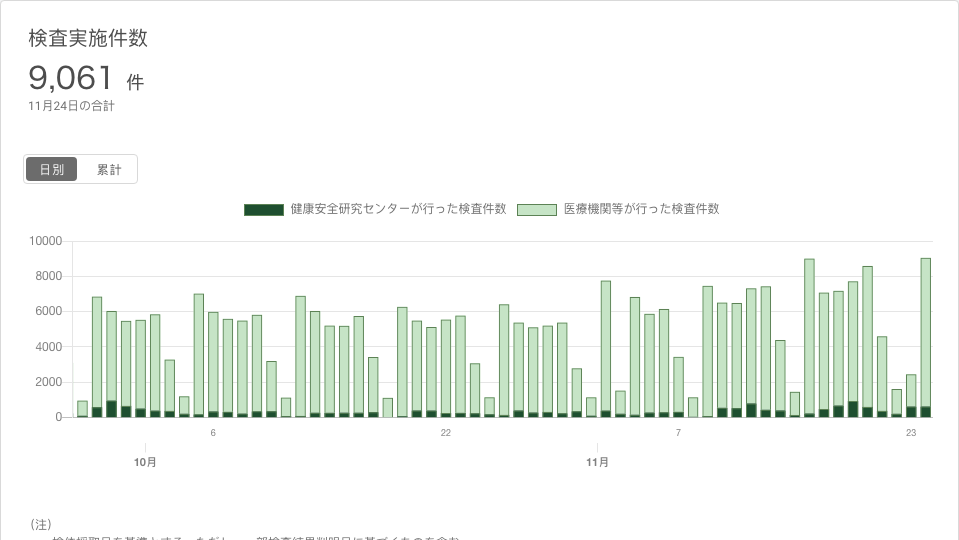 検査実施件数
9,061 件
11月24日の合計
日別 累計
健康安全研究センターが行った検査件数 医療機関等が行った検査件数
10000
8000
6000
4000
2000
0
6 22 7 23
10月 11月
(注)